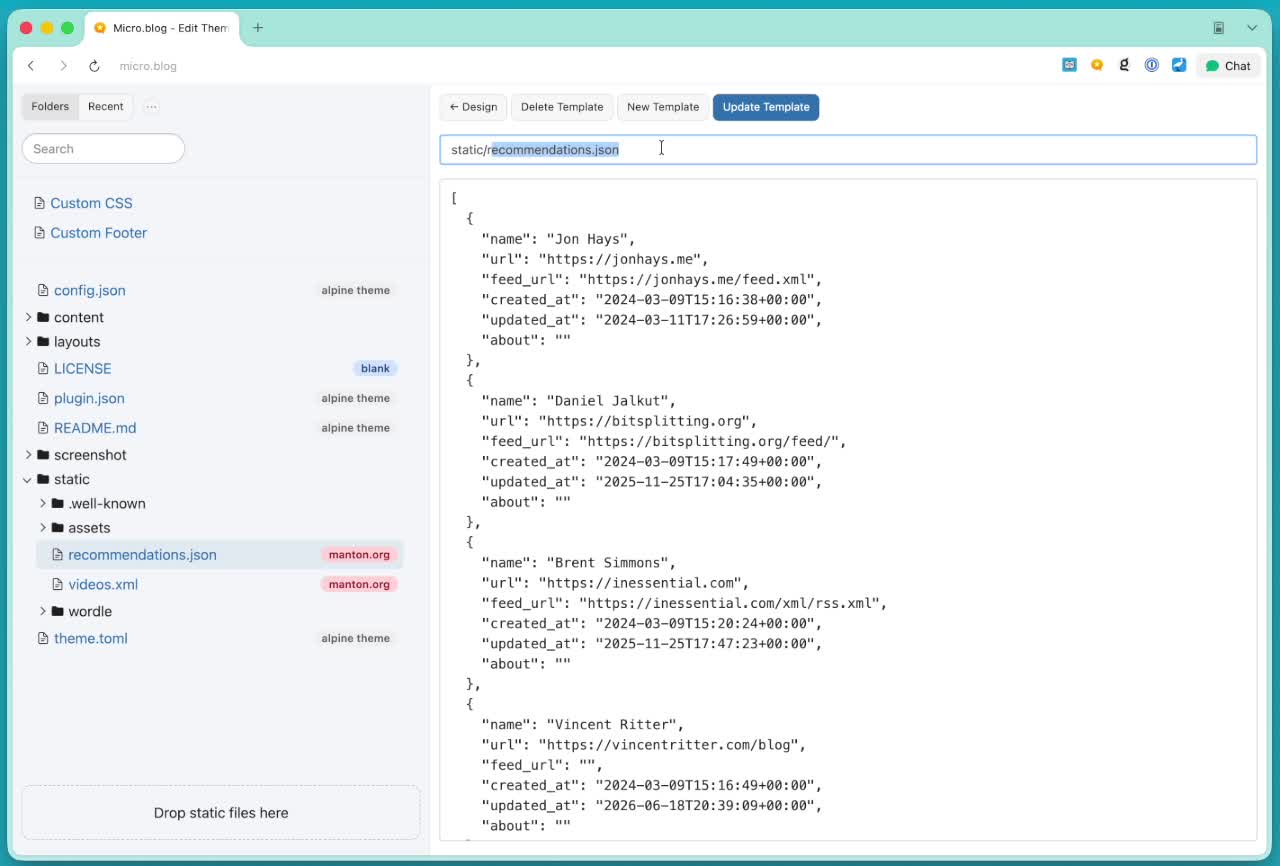 Micro.blog - Edit Them
micro.blog
Chat
Folders
Recent
Search
Custom CSS
Custom Footer
config.json alpine theme
content
layouts
LICENSE blank
plugin.json alpine theme
README.md alpine theme
screenshot
static
.well-known
assets
recommendations.json manton.org
videos.xml manton.org
wordle
theme.toml alpine theme
Drop static files here
← Design
Delete Template
New Template
Update Template
static/recommendations.json
[
{
"name": "Jon Hays",
"url": "https://jonhays.me",
"feed_url": "https://jonhays.me/feed.xml",
"created_at": "2024-03-09T15:16:38+00:00",
"updated_at": "2024-03-11T17:26:59+00:00",
"about": ""
},
{
"name": "Daniel Jalkut",
"url": "https://bitsplitting.org",
"feed_url": "https://bitsplitting.org/feed/",
"created_at": "2024-03-09T15:17:49+00:00",
"updated_at": "2025-11-25T17:04:35+00:00",
"about": ""
},
{
"name": "Brent Simmons",
"url": "https://inessential.com",
"feed_url": "https://inessential.com/xml/rss.xml",
"created_at": "2024-03-09T15:20:24+00:00",
"updated_at": "2025-11-25T17:47:23+00:00",
"about": ""
},
{
"name": "Vincent Ritter",
"url": "https://vincentritter.com/blog",
"feed_url": "",
"created_at": "2024-03-09T15:16:49+00:00",
"updated_at": "2026-06-18T20:39:09+00:00",
"about": ""